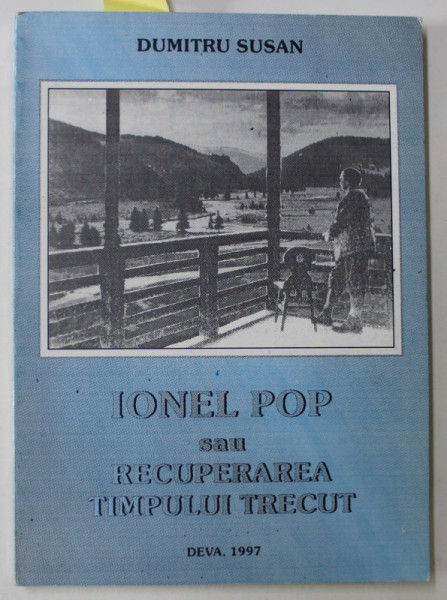 DUMITRU SUSAN
IONEL POP
sau
RECUPERAREA
TIMPULUI TRECUT
DEVA, 1997